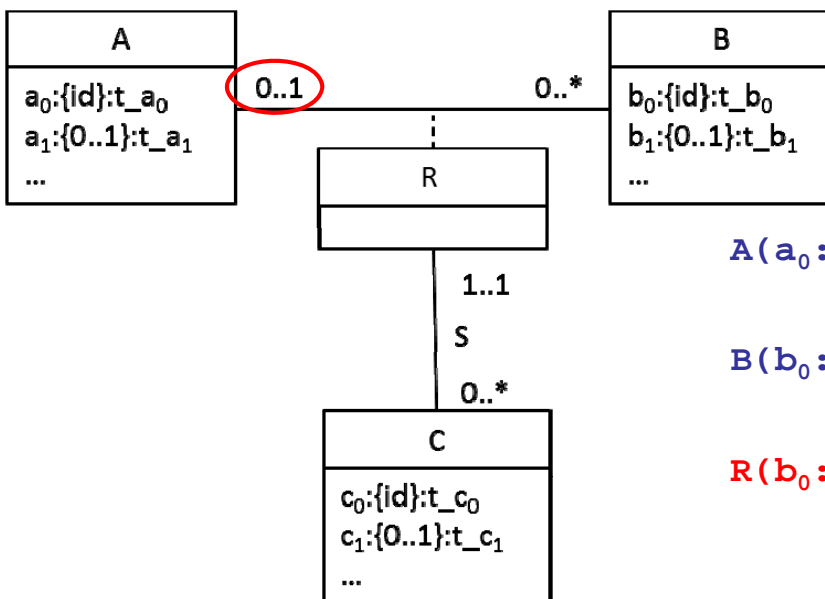 A
a₀:{id}:t_a₀
a₁:{0..1}:t_a₁
...
0..1
0..*
B
b₀:{id}:t_b₀
b₁:{0..1}:t_b₁
...
R
A(a₀:
1..1
S
B(b₀:
0..*
C
c₀:{id}:t_c₀
c₁:{0..1}:t_c₁
...
R(b₀: